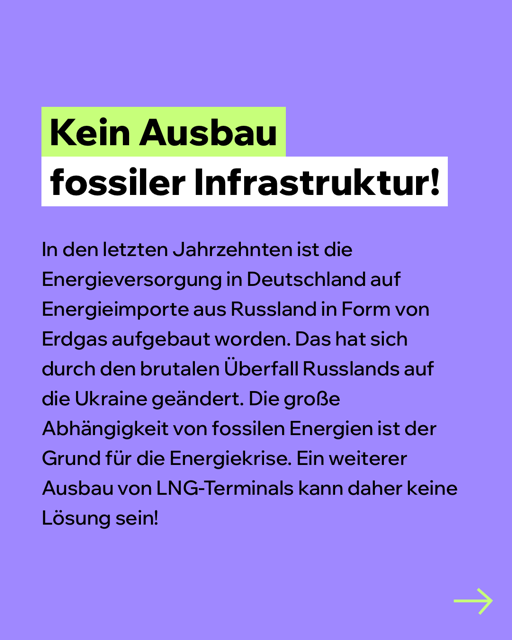 Kein Ausbau
fossiler Infrastruktur!
In den letzten Jahrzehnten ist die
Energieversorgung in Deutschland auf
Energieimporte aus Russland in Form von
Erdgas aufgebaut worden. Das hat sich
durch den brutalen Überfall Russlands auf
die Ukraine geändert. Die große
Abhängigkeit von fossilen Energien ist der
Grund für die Energiekrise. Ein weiterer
Ausbau von LNG-Terminals kann daher keine
Lösung sein!